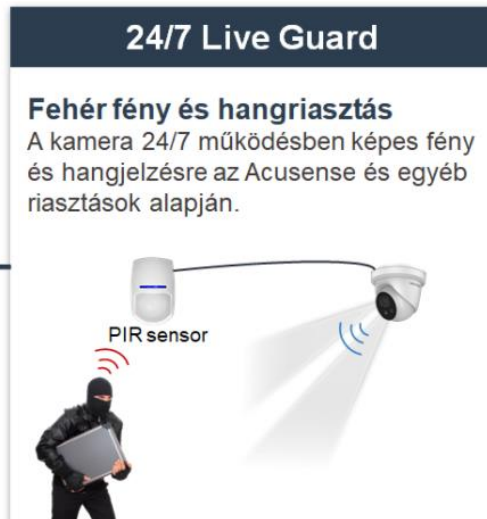 24/7 Live Guard
Fehér fény és hangriasztás
A kamera 24/7 működésben képes fény
és hangjelzésre az Acusense és egyéb
riasztások alapján.
PIR sensor